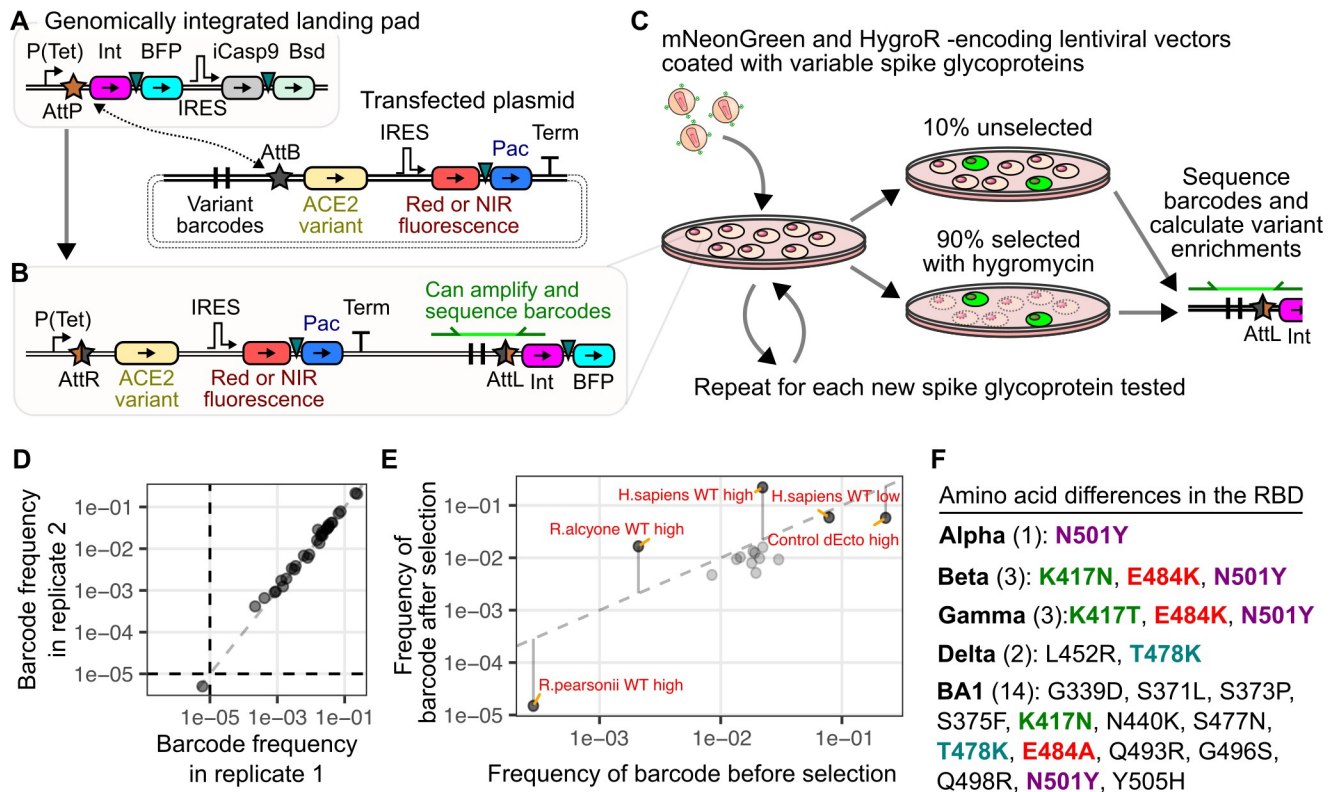 A Genomically integrated landing pad
P(Tet) Int BFP iCasp9 Bsd
AttP IRES
Transfected plasmid
IRES Term
Pac
AttB
Variant barcodes
ACE2 variant
Red or NIR fluorescence
B
Can amplify and
sequence barcodes
P(Tet) IRES Pac Term
AttR
ACE2 variant
Red or NIR fluorescence
AttL Int BFP
C
mNeonGreen and HygroR -encoding lentiviral vectors
coated with variable spike glycoproteins
10% unselected
90% selected
with hygromycin
Sequence
barcodes and
calculate variant
enrichments
AttL Int
Repeat for each new spike glycoprotein tested
D
Barcode frequency
in replicate 2
1e−01
1e−02
1e−03
1e−04
1e−05
1e−05 1e−03 1e−01
Barcode frequency
in replicate 1
E
Frequency of
barcode after selection
1e−01
1e−02
1e−03
1e−04
1e−05
H.sapiens WT high
H.sapiens WT low
R.alcyone WT high
Control dEcto high
R.pearsonii WT high
1e−03 1e−02 1e−01
Frequency of barcode before selection
F
Amino acid differences in the RBD
Alpha (1): N501Y
Beta (3): K417N, E484K, N501Y
Gamma (3):K417T, E484K, N501Y
Delta (2): L452R, T478K
BA1 (14): G339D, S371L, S373P,
S375F, K417N, N440K, S477N,
T478K, E484A, Q493R, G496S,
Q498R, N501Y, Y505H